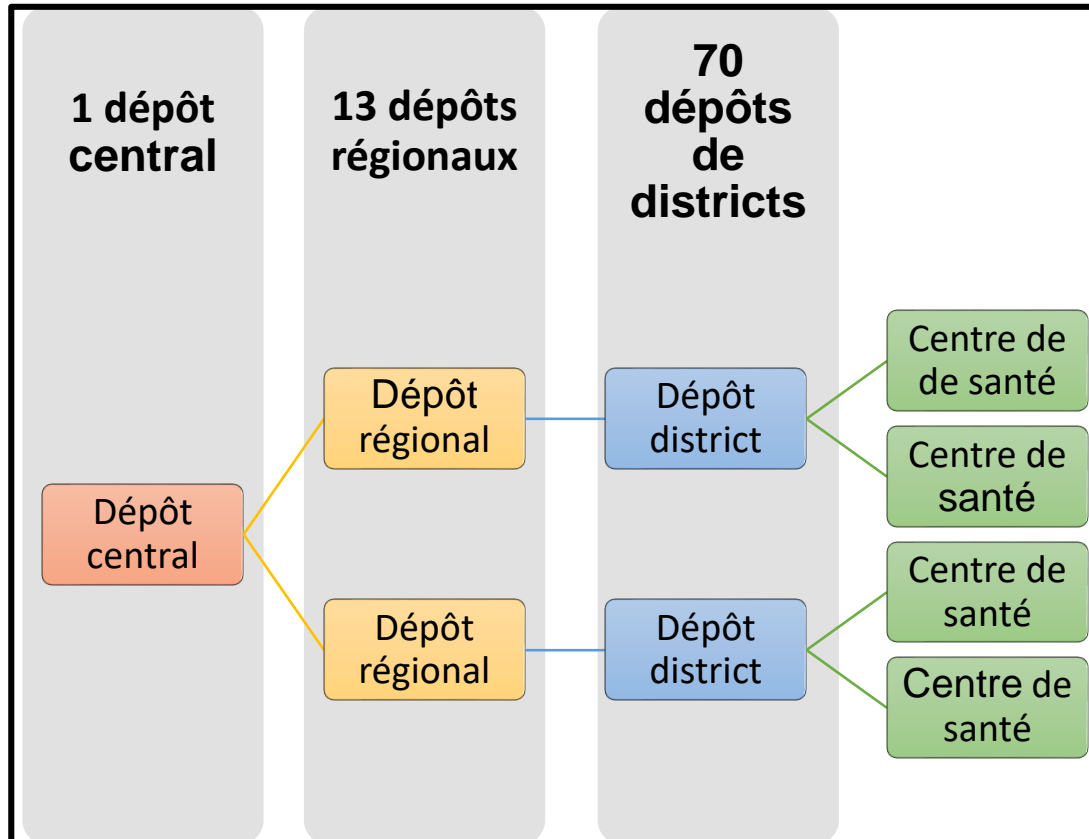 1 dépôt
central
13 dépôts
régionaux
70
dépôts
de
districts
Dépôt
central
Dépôt
régional
Dépôt
régional
Dépôt
district
Dépôt
district
Centre de
de santé
Centre de
santé
Centre de
santé
Centre de
santé